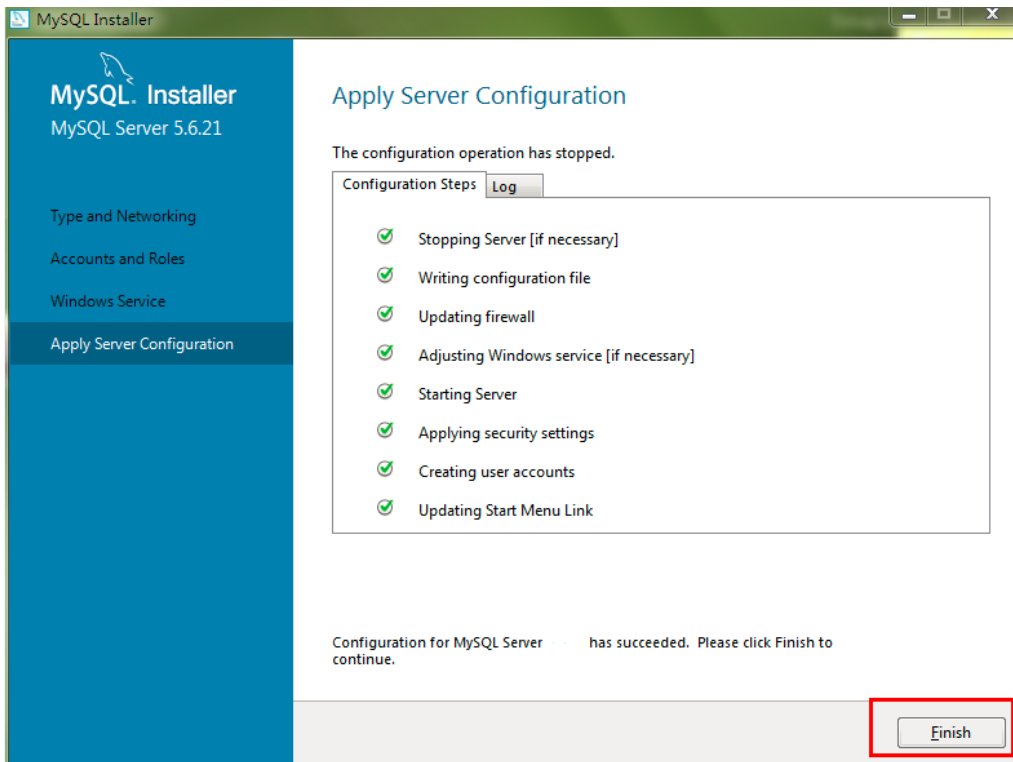 MySQL Installer
MySQL. Installer
MySQL Server 5.6.21
Type and Networking
Accounts and Roles
Windows Service
Apply Server Configuration
Apply Server Configuration
The configuration operation has stopped.
Configuration Steps
Log
Stopping Server [if necessary]
Writing configuration file
Updating firewall
Adjusting Windows service [if necessary]
Starting Server
Applying security settings
Creating user accounts
Updating Start Menu Link
Configuration for MySQL Server has succeeded. Please click Finish to
continue.
Finish